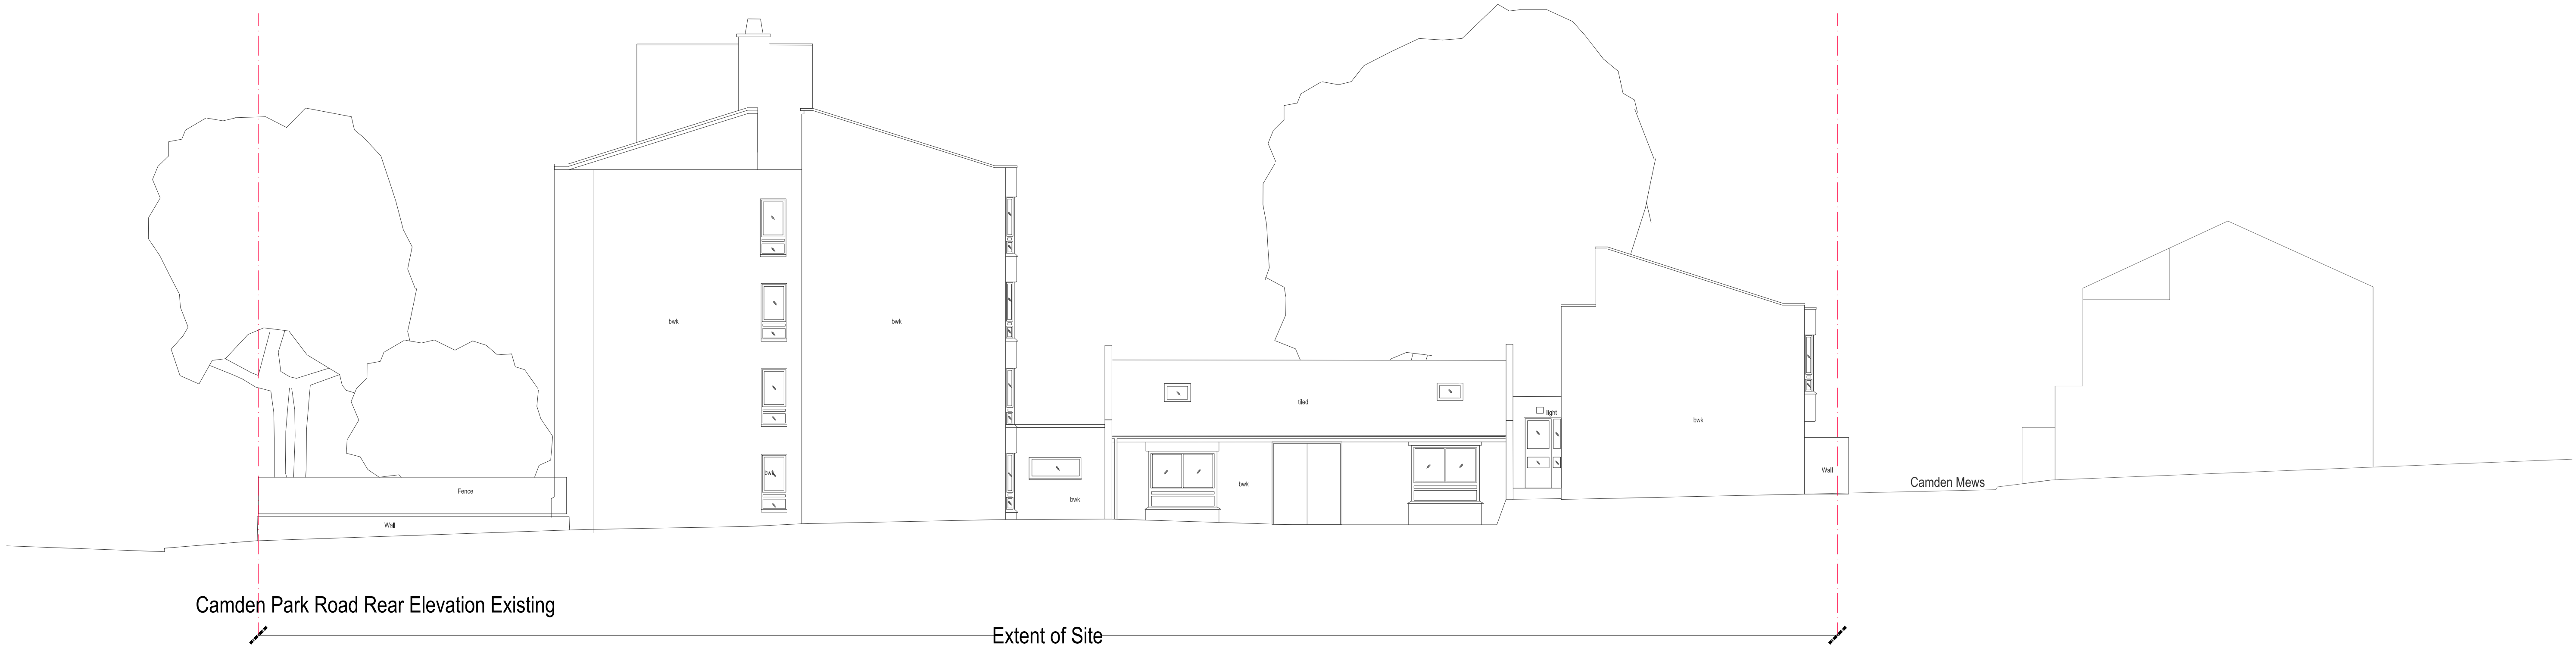 bwk
bwk
tiled
light
bwk
bwk
Wall
bwk
Camden Mews
Fence
bwk
Wall
Camden Park Road Rear Elevation Existing
Extent of Site